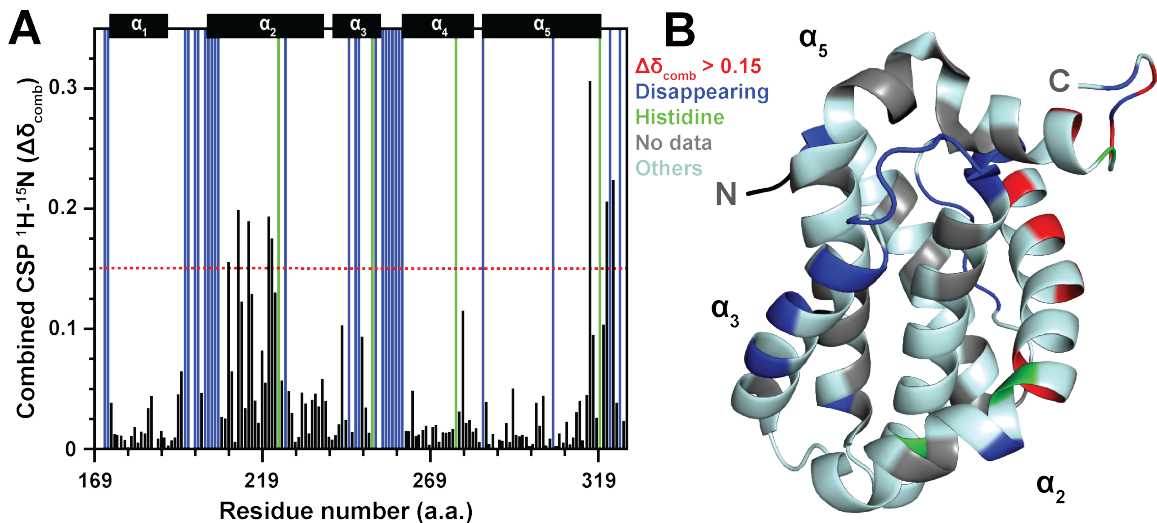 A
α1 α2 α3 α4 α5
Combined CSP ¹H-¹⁵N (Δδcomb)
0.3
0.2
0.1
0
169 219 269 319
Residue number (a.a.)
B
Δδcomb > 0.15
Disappearing
Histidine
No data
Others
α5
C
N
α3
α2